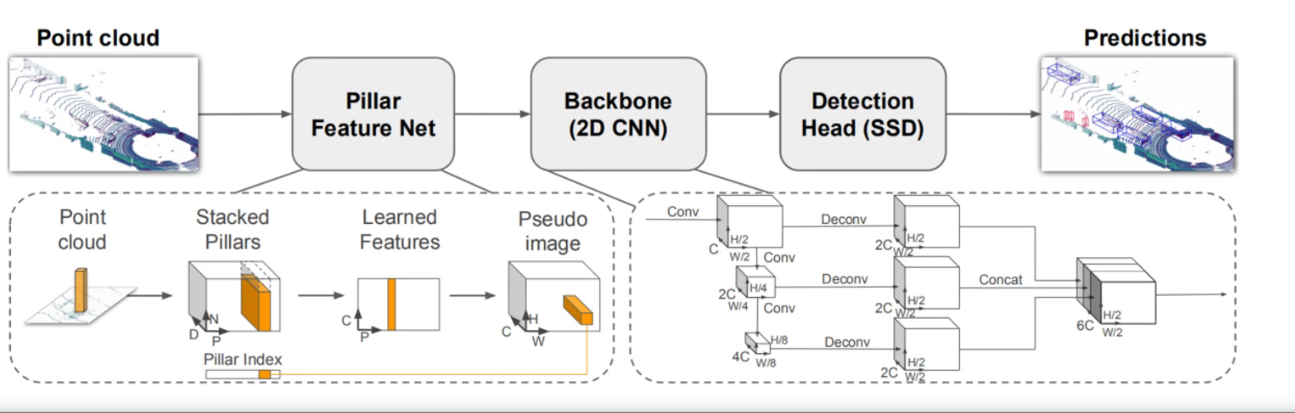 Point cloud
Predictions
Pillar
Feature Net
Backbone
(2D CNN)
Detection
Head (SSD)
Point
cloud
Stacked
Pillars
Learned
Features
Pseudo
image
D
N
P
C
P
C
H
W
Pillar Index
Conv
C
H/2
W/2
Conv
2C
H/4
W/4
Conv
4C
H/8
W/8
Deconv
2C
H/2
W/2
Deconv
2C
H/2
W/2
Deconv
2C
H/2
W/2
Concat
6C
H/2
W/2